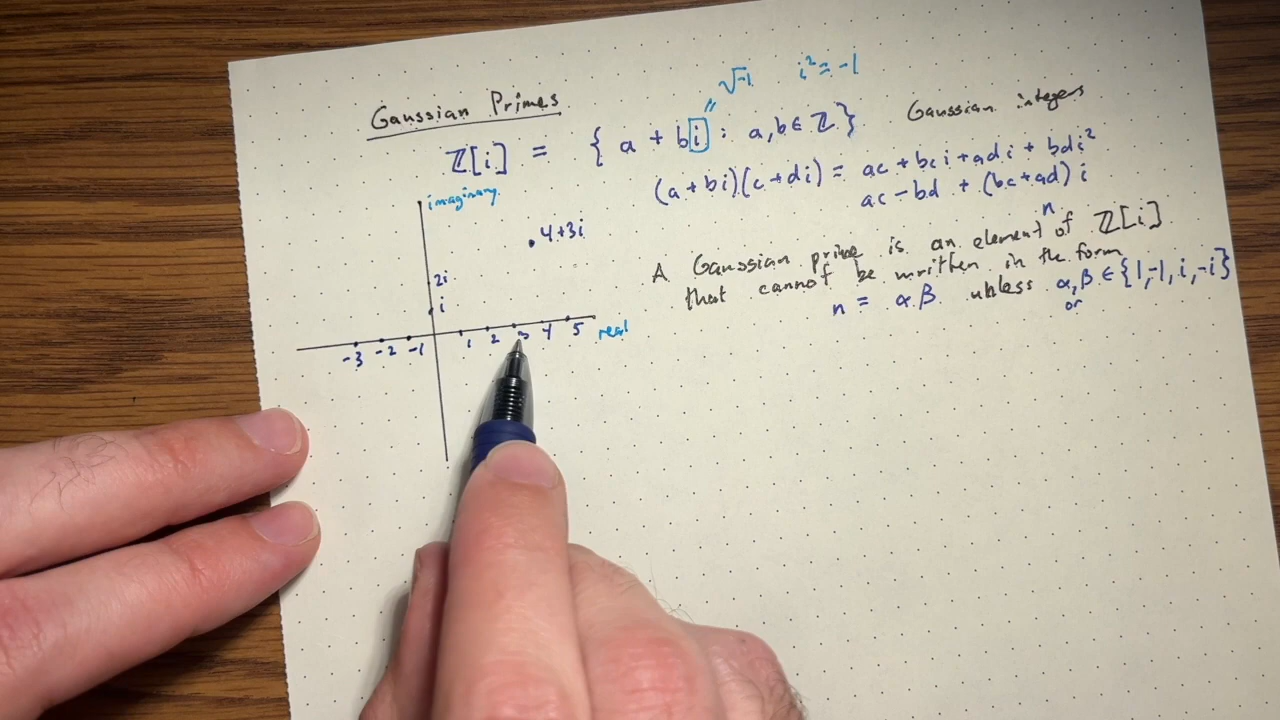 √-1 i² = -1
Gaussian Primes
ℤ[i] = { a + bi : a, b ∈ ℤ } Gaussian integers
(a + bi)(c + di) = ac + bci + adi + bdi²
ac - bd + (bc + ad) i
imaginary
4+3i
2i
i
-3 -2 -1 1 2 3 4 5 real
n
A Gaussian prime is an element of ℤ[i]
that cannot be written in the form
n = α β unless α, β ∈ {1, -1, i, -i}
or